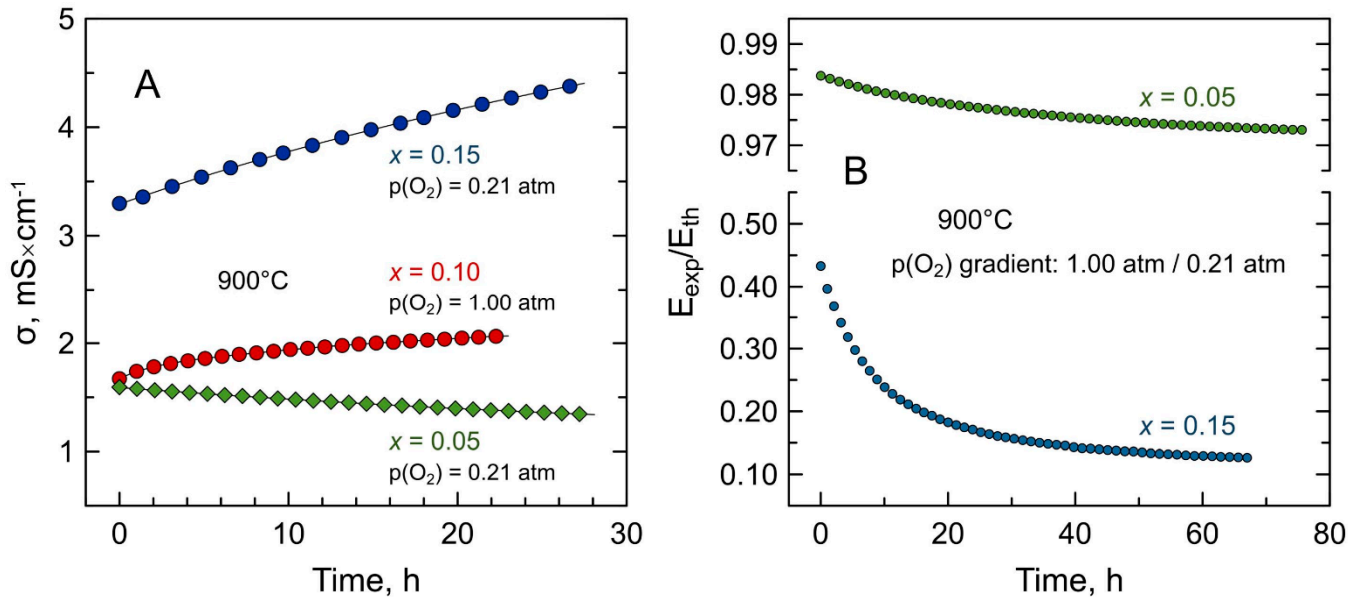 A
5
4
3
2
1
σ, mS×cm⁻¹
x = 0.15
p(O₂) = 0.21 atm
900°C
x = 0.10
p(O₂) = 1.00 atm
x = 0.05
p(O₂) = 0.21 atm
0 10 20 30
Time, h
B
0.99
0.98
0.97
0.50
0.40
0.30
0.20
0.10
E_exp/E_th
x = 0.05
900°C
p(O₂) gradient: 1.00 atm / 0.21 atm
x = 0.15
0 20 40 60 80
Time, h